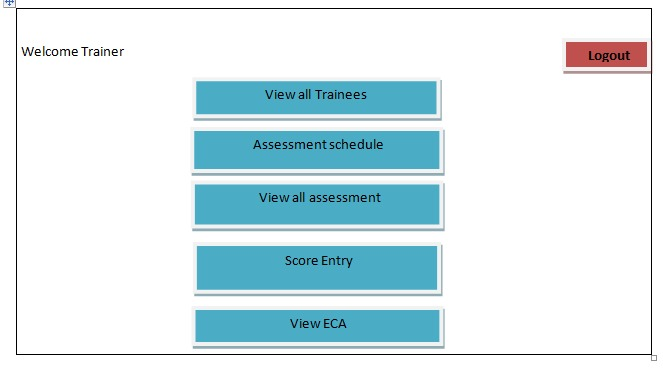 Welcome Trainer
Logout
View all Trainees
Assessment schedule
View all assessment
Score Entry
View ECA